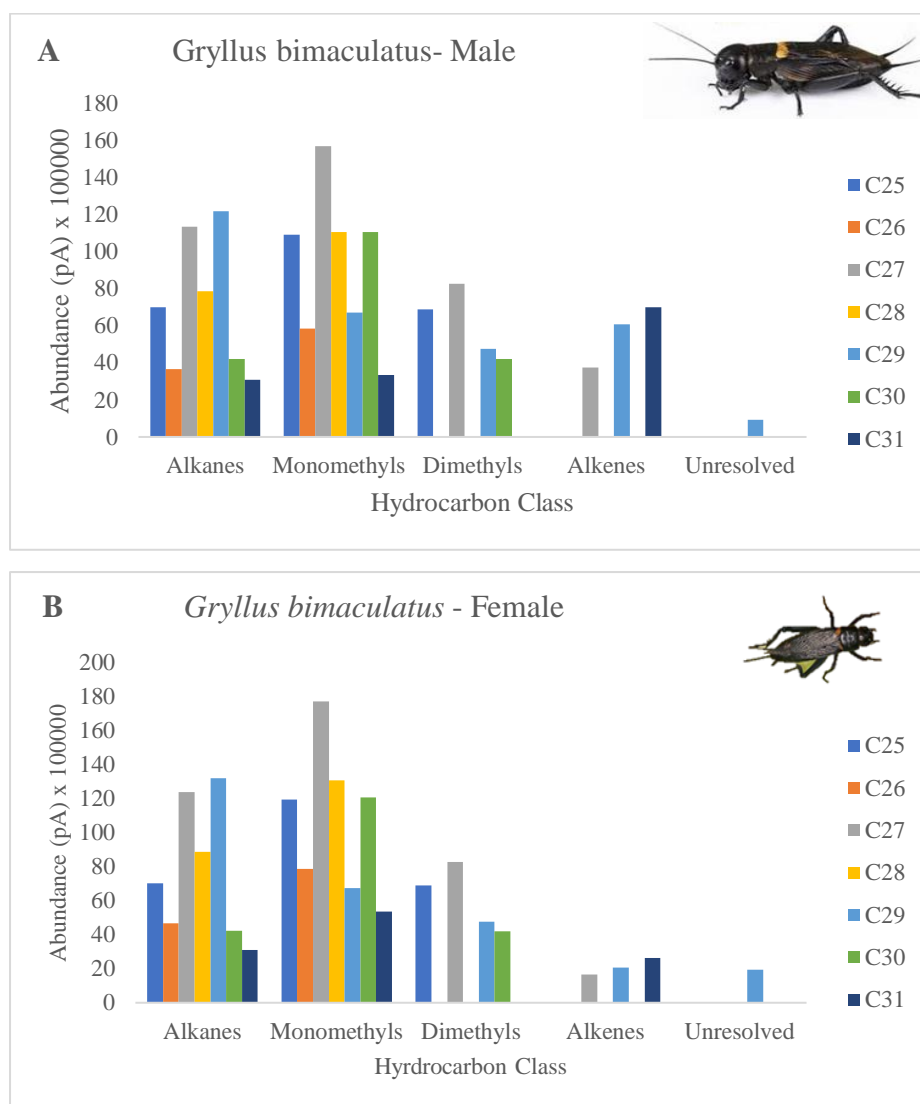 A Gryllus bimaculatus- Male
180
160
140
120
100
80
60
40
20
0
Abundance (pA) x 100000
Alkanes Monomethyls Dimethyls Alkenes Unresolved
Hydrocarbon Class
C25
C26
C27
C28
C29
C30
C31
B Gryllus bimaculatus - Female
200
180
160
140
120
100
80
60
40
20
0
Abundance (pA) x 100000
Alkanes Monomethyls Dimethyls Alkenes Unresolved
Hyrdrocarbon Class
C25
C26
C27
C28
C29
C30
C31